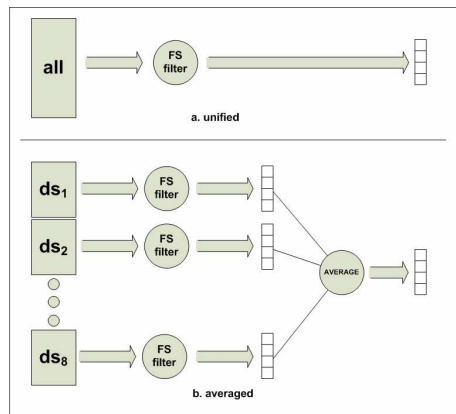 all
FS
filter
a. unified
ds1
FS
filter
ds2
FS
filter
AVERAGE
ds8
FS
filter
b. averaged